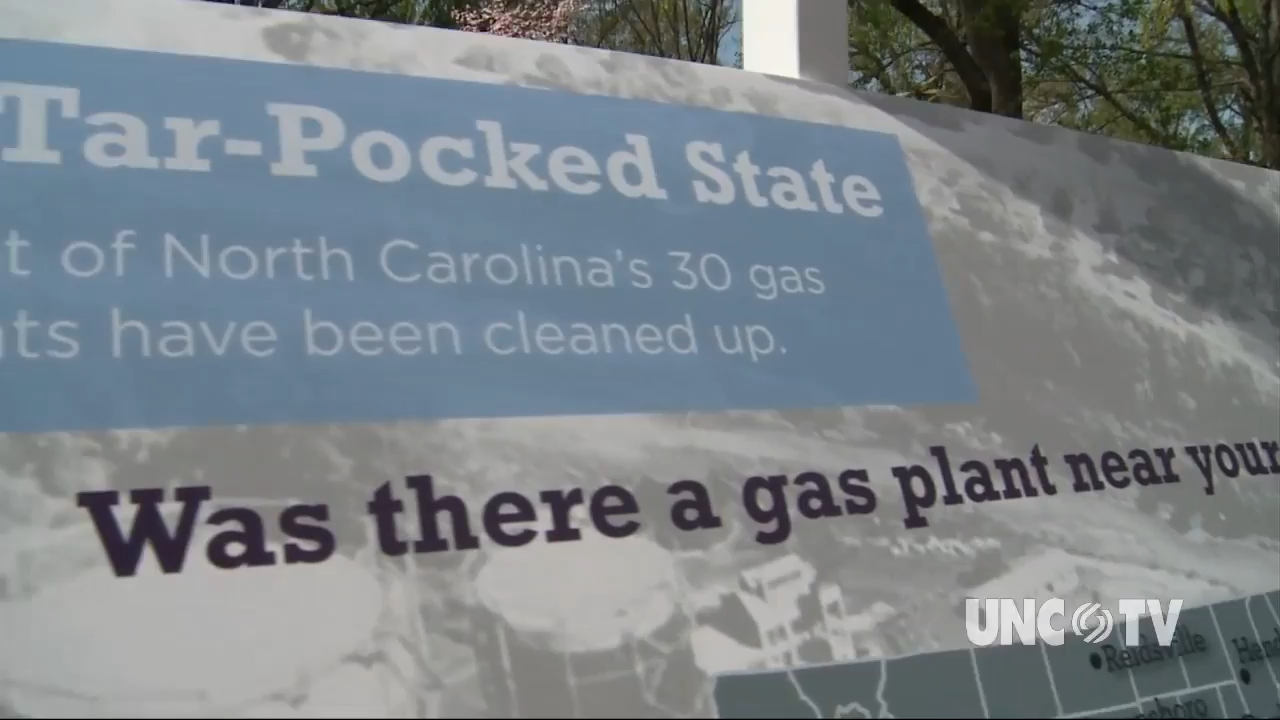 Tar-Pocked State
t of North Carolina's 30 gas
nts have been cleaned up.
Was there a gas plant near your
UNC TV
Reidsville